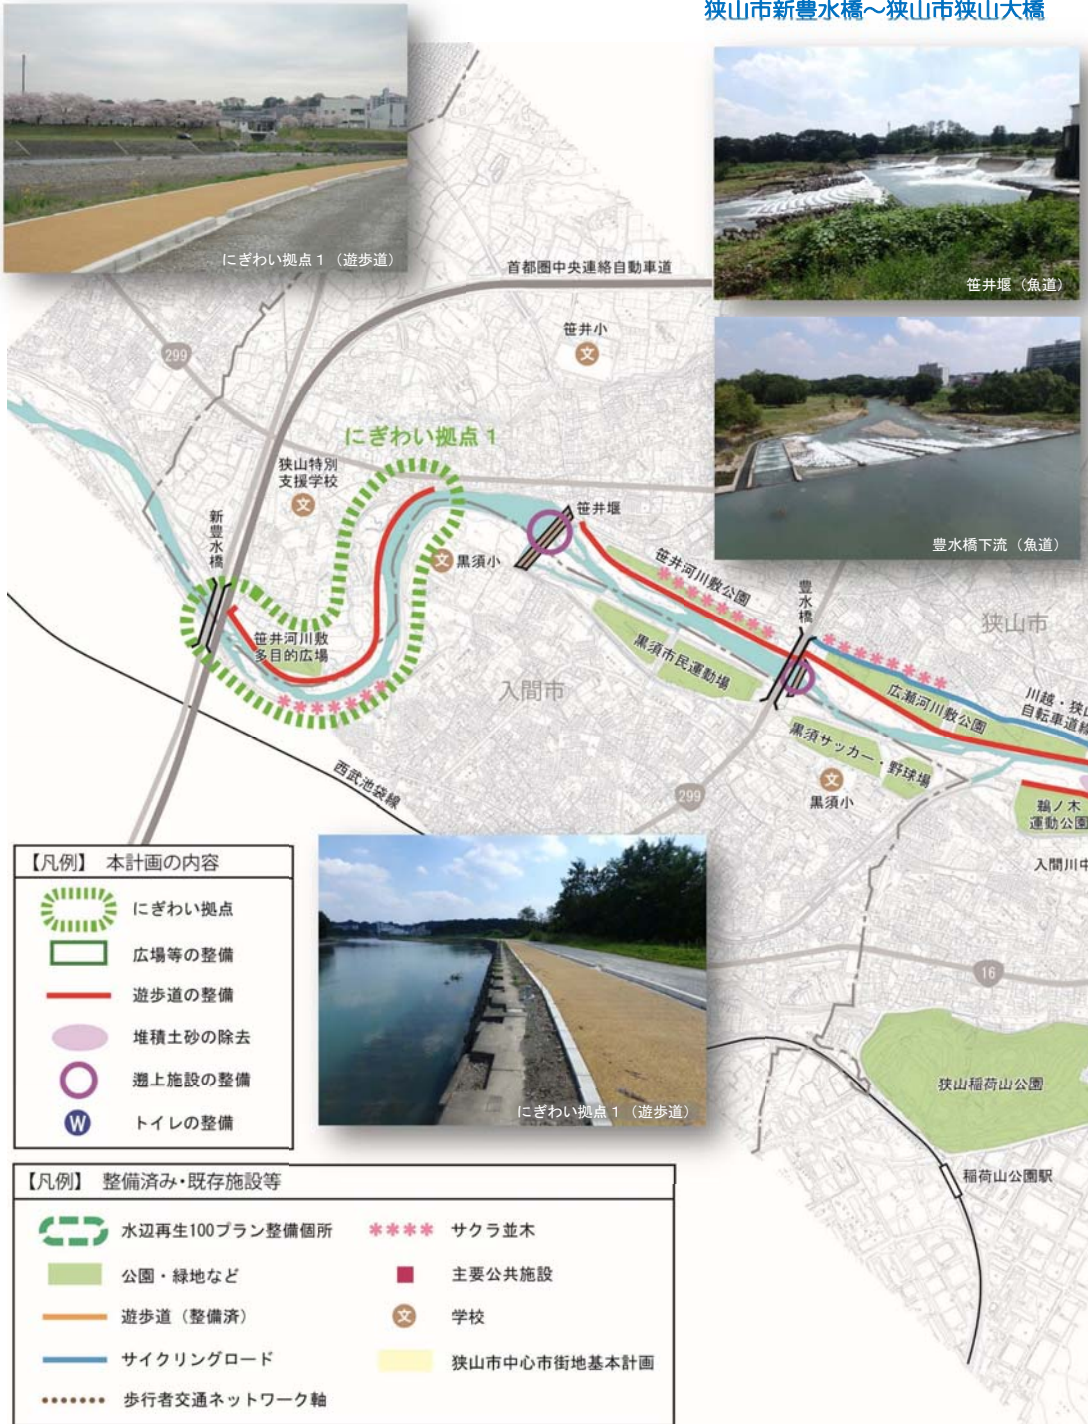 狭山市新豊水橋～狭山市狭山大橋
にぎわい拠点１（遊歩道）
笹井堰（魚道）
首都圏中央連絡自動車道
笹井小
文
299
豊水橋下流（魚道）
にぎわい拠点１
狭山特別
支援学校
文
新豊水橋
笹井堰
文
黒須小
笹井河川敷公園
豊水橋
狭山市
笹井河川敷
多目的広場
黒須市民運動場
入間市
広瀬河川敷公園
川越・狭山
自転車道線
黒須サッカー・野球場
西武池袋線
299
文
黒須小
鵜ノ木
運動公園
入間川中
16
狭山稲荷山公園
稲荷山公園駅
にぎわい拠点１（遊歩道）
【凡例】　本計画の内容
にぎわい拠点
広場等の整備
遊歩道の整備
堆積土砂の除去
遡上施設の整備
W
トイレの整備
【凡例】　整備済み・既存施設等
水辺再生100プラン整備個所
サクラ並木
公園・緑地など
主要公共施設
遊歩道（整備済）
文
学校
サイクリングロード
狭山市中心市街地基本計画
歩行者交通ネットワーク軸